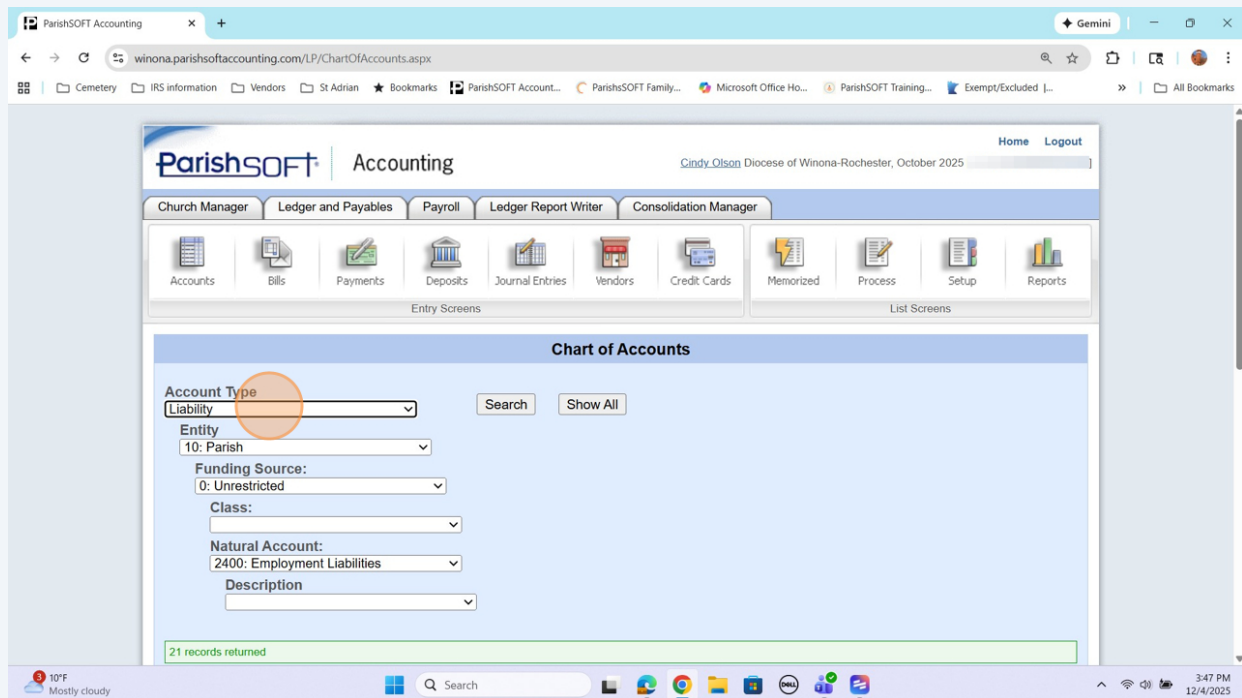 ParishSOFT Accounting
Gemini
winona.parishsoftaccounting.com/LP/ChartOfAccounts.aspx
Cemetery IRS information Vendors St Adrian Bookmarks ParishSOFT Account... ParishsSOFT Family... Microsoft Office Ho... ParishSOFT Training... Exempt/Excluded |... » All Bookmarks
Home Logout
ParishSOFT Accounting
Cindy Olson Diocese of Winona-Rochester, October 2025 ]
Church Manager Ledger and Payables Payroll Ledger Report Writer Consolidation Manager
Accounts Bills Payments Deposits Journal Entries Vendors Credit Cards Memorized Process Setup Reports
Entry Screens List Screens
Chart of Accounts
Account Type
Liability Search Show All
Entity
10: Parish
Funding Source:
0: Unrestricted
Class:
Natural Account:
2400: Employment Liabilities
Description
21 records returned
3 10°F
Mostly cloudy
Search
DELL
3:47 PM
12/4/2025